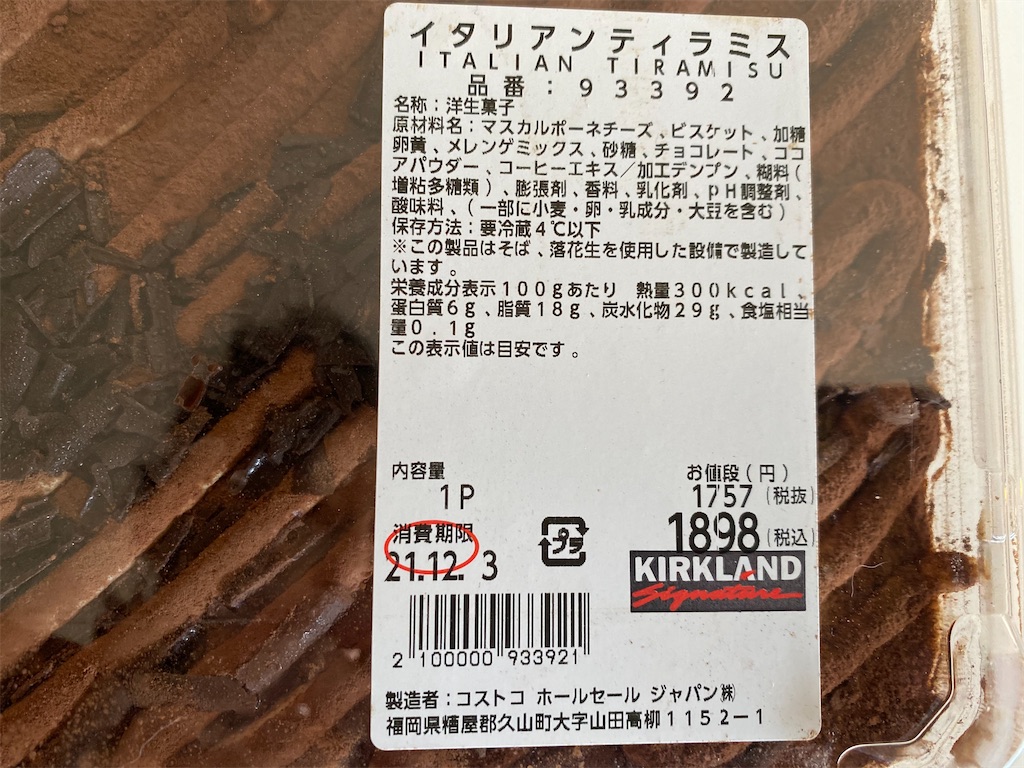 イタリアンティラミス
ITALIAN TIRAMISU
品番：93392
名称：洋生菓子
原材料名：マスカルポーネチーズ、ビスケット、加糖
卵黄、メレンゲミックス、砂糖、チョコレート、ココ
アパウダー、コーヒーエキス／加工デンプン、糊料（
増粘多糖類）、膨張剤、香料、乳化剤、pH調整剤、
酸味料、（一部に小麦・卵・乳成分・大豆を含む）
保存方法：要冷蔵4℃以下
※この製品はそば、落花生を使用した設備で製造して
います。
栄養成分表示100gあたり 熱量300kcal、
蛋白質6g、脂質18g、炭水化物29g、食塩相当
量0.1g
この表示値は目安です。
内容量 お値段（円）
1P 1757（税抜）
消費期限 プラ 1898（税込）
21.12. 3
KIRKLAND
Signature
2 100000 933921
製造者：コストコ ホールセール ジャパン㈱
福岡県糟屋郡久山町大字山田高柳1152－1